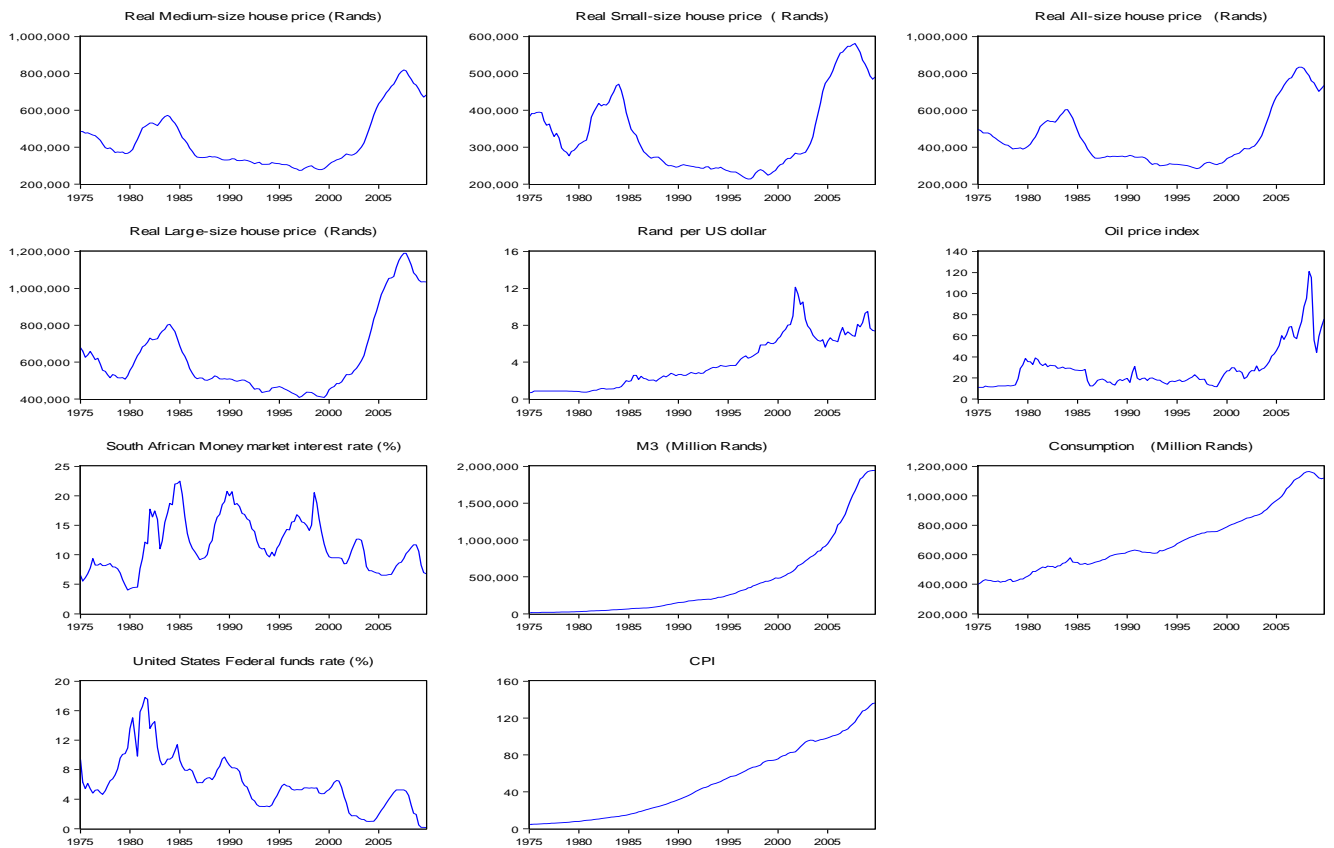 Real Medium-size house price (Rands)
1,000,000
800,000
600,000
400,000
200,000
1975 1980 1985 1990 1995 2000 2005
Real Small-size house price ( Rands)
600,000
500,000
400,000
300,000
200,000
1975 1980 1985 1990 1995 2000 2005
Real All-size house price (Rands)
1,000,000
800,000
600,000
400,000
200,000
1975 1980 1985 1990 1995 2000 2005
Real Large-size house price (Rands)
1,200,000
1,000,000
800,000
600,000
400,000
1975 1980 1985 1990 1995 2000 2005
Rand per US dollar
16
12
8
4
0
1975 1980 1985 1990 1995 2000 2005
Oil price index
140
120
100
80
60
40
20
0
1975 1980 1985 1990 1995 2000 2005
South African Money market interest rate (%)
25
20
15
10
5
0
1975 1980 1985 1990 1995 2000 2005
M3 (Million Rands)
2,000,000
1,500,000
1,000,000
500,000
0
1975 1980 1985 1990 1995 2000 2005
Consumption (Million Rands)
1,200,000
1,000,000
800,000
600,000
400,000
200,000
1975 1980 1985 1990 1995 2000 2005
United States Federal funds rate (%)
20
16
12
8
4
0
1975 1980 1985 1990 1995 2000 2005
CPI
160
120
80
40
0
1975 1980 1985 1990 1995 2000 2005